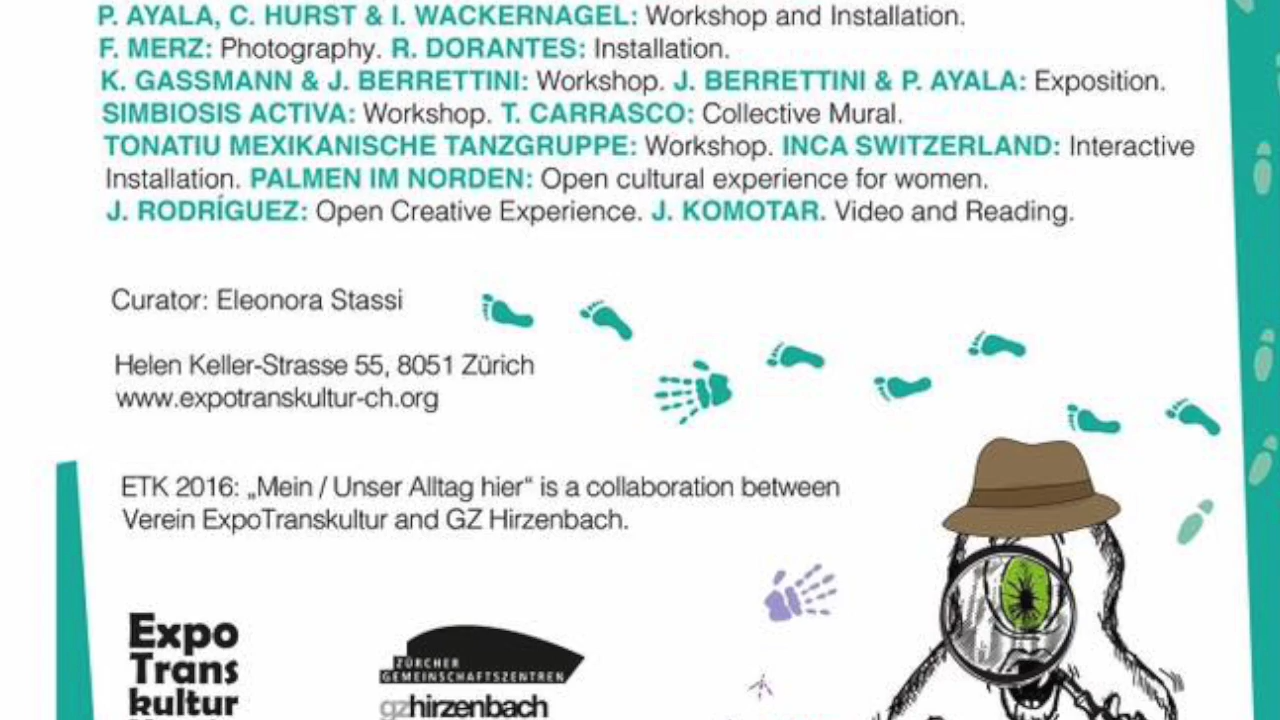 P. AYALA, C. HURST & I. WACKERNAGEL: Workshop and Installation.
F. MERZ: Photography. R. DORANTES: Installation.
K. GASSMANN & J. BERRETTINI: Workshop. J. BERRETTINI & P. AYALA: Exposition.
SIMBIOSIS ACTIVA: Workshop. T. CARRASCO: Collective Mural.
TONATIU MEXIKANISCHE TANZGRUPPE: Workshop. INCA SWITZERLAND: Interactive
Installation. PALMEN IM NORDEN: Open cultural experience for women.
J. RODRÍGUEZ: Open Creative Experience. J. KOMOTAR. Video and Reading.
Curator: Eleonora Stassi
Helen Keller-Strasse 55, 8051 Zürich
www.expotranskultur-ch.org
ETK 2016: „Mein / Unser Alltag hier“ is a collaboration between
Verein ExpoTranskultur and GZ Hirzenbach.
Expo
Trans
kultur
ZÜRCHER
GEMEINSCHAFTSZENTREN
gzhirzenbach